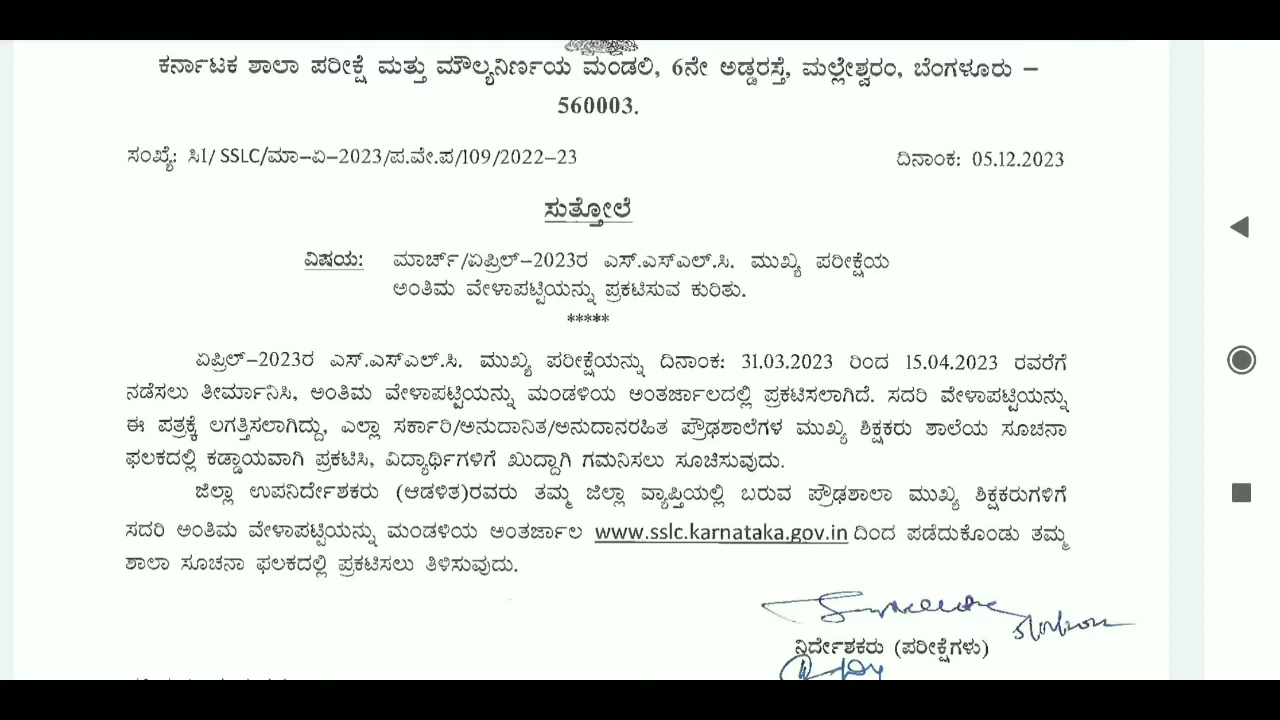 ಕರ್ನಾಟಕ ಶಾಲಾ ಪರೀಕ್ಷೆ ಮತ್ತು ಮೌಲ್ಯನಿರ್ಣಯ ಮಂಡಲಿ, 6ನೇ ಅಡ್ಡರಸ್ತೆ, ಮಲ್ಲೇಶ್ವರಂ, ಬೆಂಗಳೂರು –
560003.
ಸಂಖ್ಯೆ: ಸಿ1/ SSLC/ಮಾ–ಏ–2023/ಪ.ವೇ.ಪ/109/2022–23 ದಿನಾಂಕ: 05.12.2023
ಸುತ್ತೋಲೆ
ವಿಷಯ: ಮಾರ್ಚ್/ಏಪ್ರಿಲ್–2023ರ ಎಸ್.ಎಸ್ಎಲ್.ಸಿ. ಮುಖ್ಯ ಪರೀಕ್ಷೆಯ
ಅಂತಿಮ ವೇಳಾಪಟ್ಟಿಯನ್ನು ಪ್ರಕಟಿಸುವ ಕುರಿತು.
*****
ಏಪ್ರಿಲ್–2023ರ ಎಸ್.ಎಸ್ಎಲ್.ಸಿ. ಮುಖ್ಯ ಪರೀಕ್ಷೆಯನ್ನು ದಿನಾಂಕ: 31.03.2023 ರಿಂದ 15.04.2023 ರವರೆಗೆ
ನಡೆಸಲು ತೀರ್ಮಾನಿಸಿ, ಅಂತಿಮ ವೇಳಾಪಟ್ಟಿಯನ್ನು ಮಂಡಳಿಯ ಅಂತರ್ಜಾಲದಲ್ಲಿ ಪ್ರಕಟಿಸಲಾಗಿದೆ. ಸದರಿ ವೇಳಾಪಟ್ಟಿಯನ್ನು
ಈ ಪತ್ರಕ್ಕೆ ಲಗತ್ತಿಸಲಾಗಿದ್ದು, ಎಲ್ಲಾ ಸರ್ಕಾರಿ/ಅನುದಾನಿತ/ಅನುದಾನರಹಿತ ಪ್ರೌಢಶಾಲೆಗಳ ಮುಖ್ಯ ಶಿಕ್ಷಕರು ಶಾಲೆಯ ಸೂಚನಾ
ಫಲಕದಲ್ಲಿ ಕಡ್ಡಾಯವಾಗಿ ಪ್ರಕಟಿಸಿ, ವಿದ್ಯಾರ್ಥಿಗಳಿಗೆ ಖುದ್ದಾಗಿ ಗಮನಿಸಲು ಸೂಚಿಸುವುದು.
ಜಿಲ್ಲಾ ಉಪನಿರ್ದೇಶಕರು (ಆಡಳಿತ)ರವರು ತಮ್ಮ ಜಿಲ್ಲಾ ವ್ಯಾಪ್ತಿಯಲ್ಲಿ ಬರುವ ಪ್ರೌಢಶಾಲಾ ಮುಖ್ಯ ಶಿಕ್ಷಕರುಗಳಿಗೆ
ಸದರಿ ಅಂತಿಮ ವೇಳಾಪಟ್ಟಿಯನ್ನು ಮಂಡಳಿಯ ಅಂತರ್ಜಾಲ www.sslc.karnataka.gov.in ದಿಂದ ಪಡೆದುಕೊಂಡು ತಮ್ಮ
ಶಾಲಾ ಸೂಚನಾ ಫಲಕದಲ್ಲಿ ಪ್ರಕಟಿಸಲು ತಿಳಿಸುವುದು.
ನಿರ್ದೇಶಕರು (ಪರೀಕ್ಷೆಗಳು)